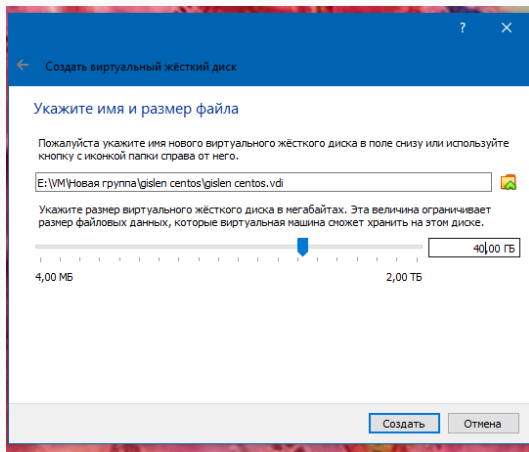 Создать виртуальный жёсткий диск
Укажите имя и размер файла
Пожалуйста укажите имя нового виртуального жёсткого диска в поле снизу или используйте
кнопку с иконкой папки справа от него.
E:\VM\Новая группа\gislen centos\gislen centos.vdi
Укажите размер виртуального жёсткого диска в мегабайтах. Эта величина ограничивает
размер файловых данных, которые виртуальная машина сможет хранить на этом диске.
40,00 ГБ
4,00 МБ 2,00 ТБ
Создать Отмена